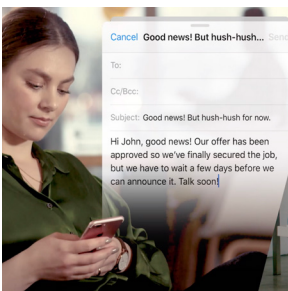 Cancel Good news! But hush-hush... Send
To:
Cc/Bcc:
Subject: Good news! But hush-hush for now.
Hi John, good news! Our offer has been
approved so we've finally secured the job,
but we have to wait a few days before we
can announce it. Talk soon!